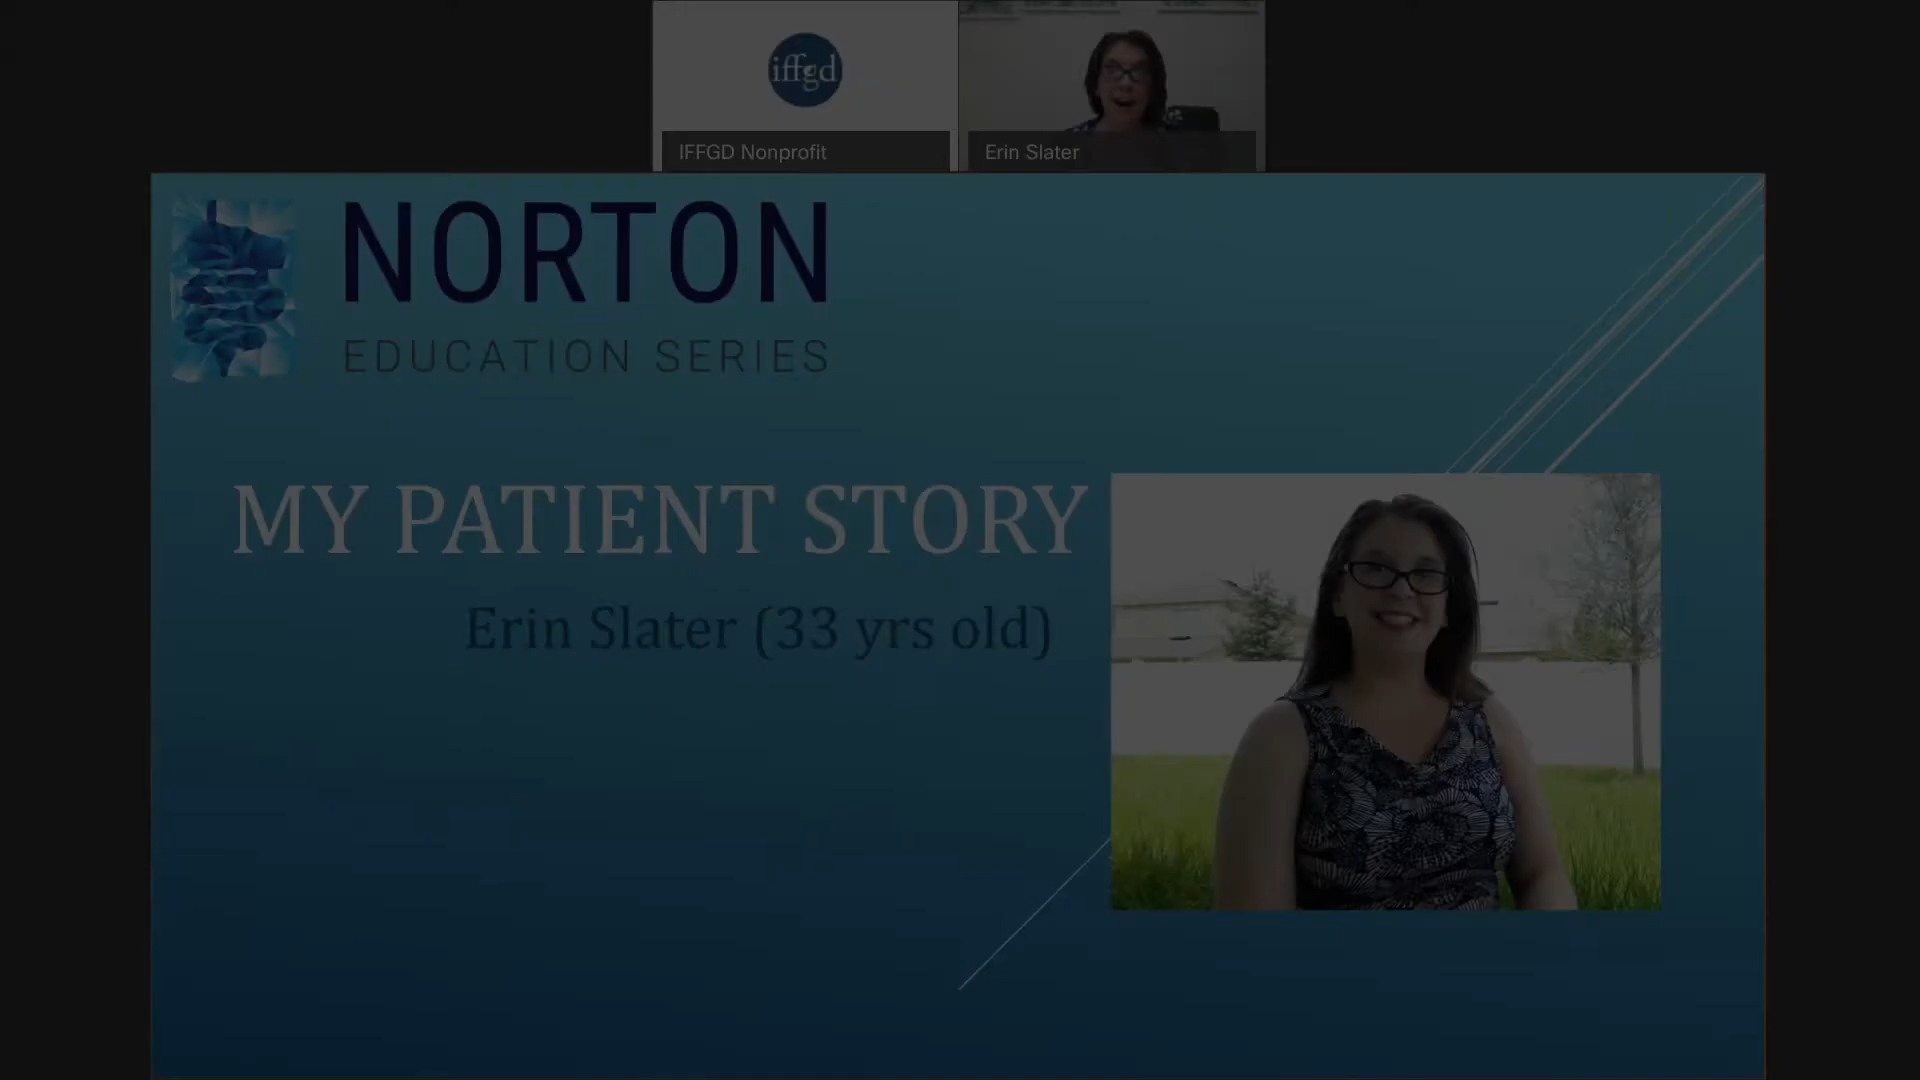 iffgd
IFFGD Nonprofit
Erin Slater
NORTON
EDUCATION SERIES
MY PATIENT STORY
Erin Slater (33 yrs old)